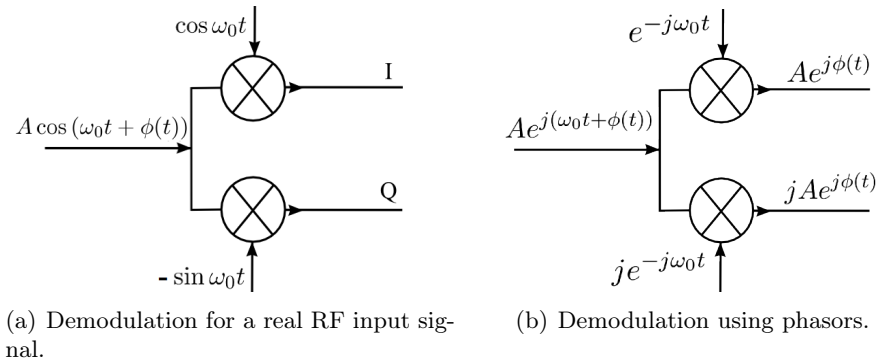 cos ω₀t
I
A cos (ω₀t + ϕ(t))
Q
- sin ω₀t
e^{-jω₀t}
Ae^{jϕ(t)}
Ae^{j(ω₀t+ϕ(t))}
jAe^{jϕ(t)}
je^{-jω₀t}
(a) Demodulation for a real RF input sig-
nal.
(b) Demodulation using phasors.